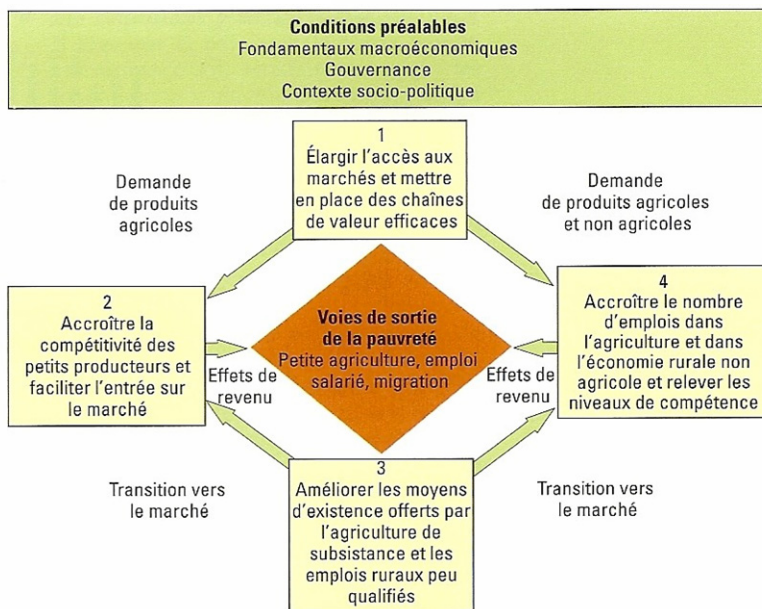 Conditions préalables
Fondamentaux macroéconomiques
Gouvernance
Contexte socio-politique
1
Élargir l'accès aux
marchés et mettre
en place des chaînes
de valeur efficaces
Demande
de produits
agricoles
Demande
de produits agricoles
et non agricoles
2
Accroître la
compétitivité des
petits producteurs et
faciliter l'entrée sur
le marché
Voies de sortie
de la pauvreté
Petite agriculture, emploi
salarié, migration
4
Accroître le nombre
d'emplois dans
l'agriculture et dans
l'économie rurale non
agricole et relever les
niveaux de compétence
Effets de
revenu
Effets de
revenu
Transition vers
le marché
3
Améliorer les moyens
d'existence offerts par
l'agriculture de
subsistance et les
emplois ruraux peu
qualifiés
Transition vers
le marché